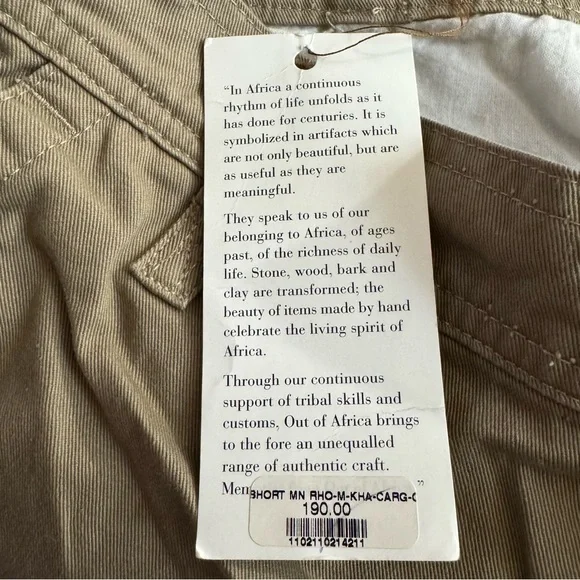 “In Africa a continuous
rhythm of life unfolds as it
has done for centuries. It is
symbolized in artifacts which
are not only beautiful, but are
as useful as they are
meaningful.
They speak to us of our
belonging to Africa, of ages
past, of the richness of daily
life. Stone, wood, bark and
clay are transformed; the
beauty of items made by hand
celebrate the living spirit of
Africa.
Through our continuous
support of tribal skills and
customs, Out of Africa brings
to the fore an unequalled
range of authentic craft.
”
SHORT MN RHO-M-KHA-CARG-
190.00
1102110214211